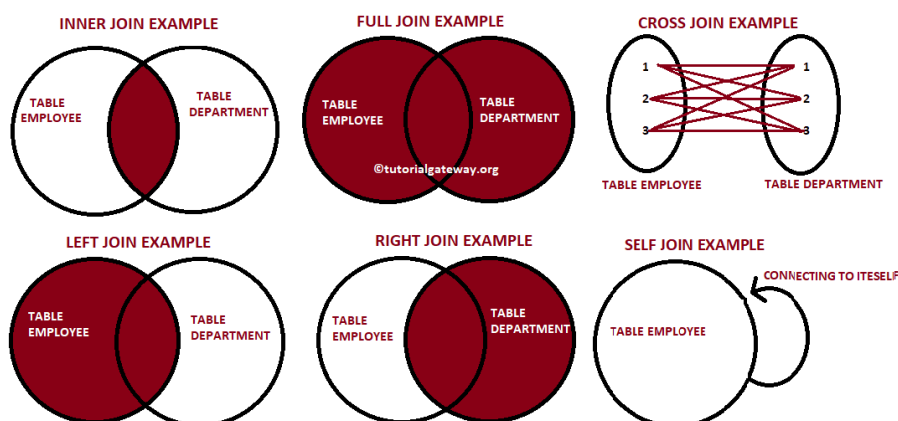 INNER JOIN EXAMPLE
TABLE
EMPLOYEE
TABLE
DEPARTMENT
FULL JOIN EXAMPLE
TABLE
EMPLOYEE
TABLE
DEPARTMENT
©tutorialgateway.org
CROSS JOIN EXAMPLE
1 1
2 2
3 3
TABLE EMPLOYEE
TABLE DEPARTMENT
LEFT JOIN EXAMPLE
TABLE
EMPLOYEE
TABLE
DEPARTMENT
RIGHT JOIN EXAMPLE
TABLE
EMPLOYEE
TABLE
DEPARTMENT
SELF JOIN EXAMPLE
CONNECTING TO ITESELF
TABLE EMPLOYEE